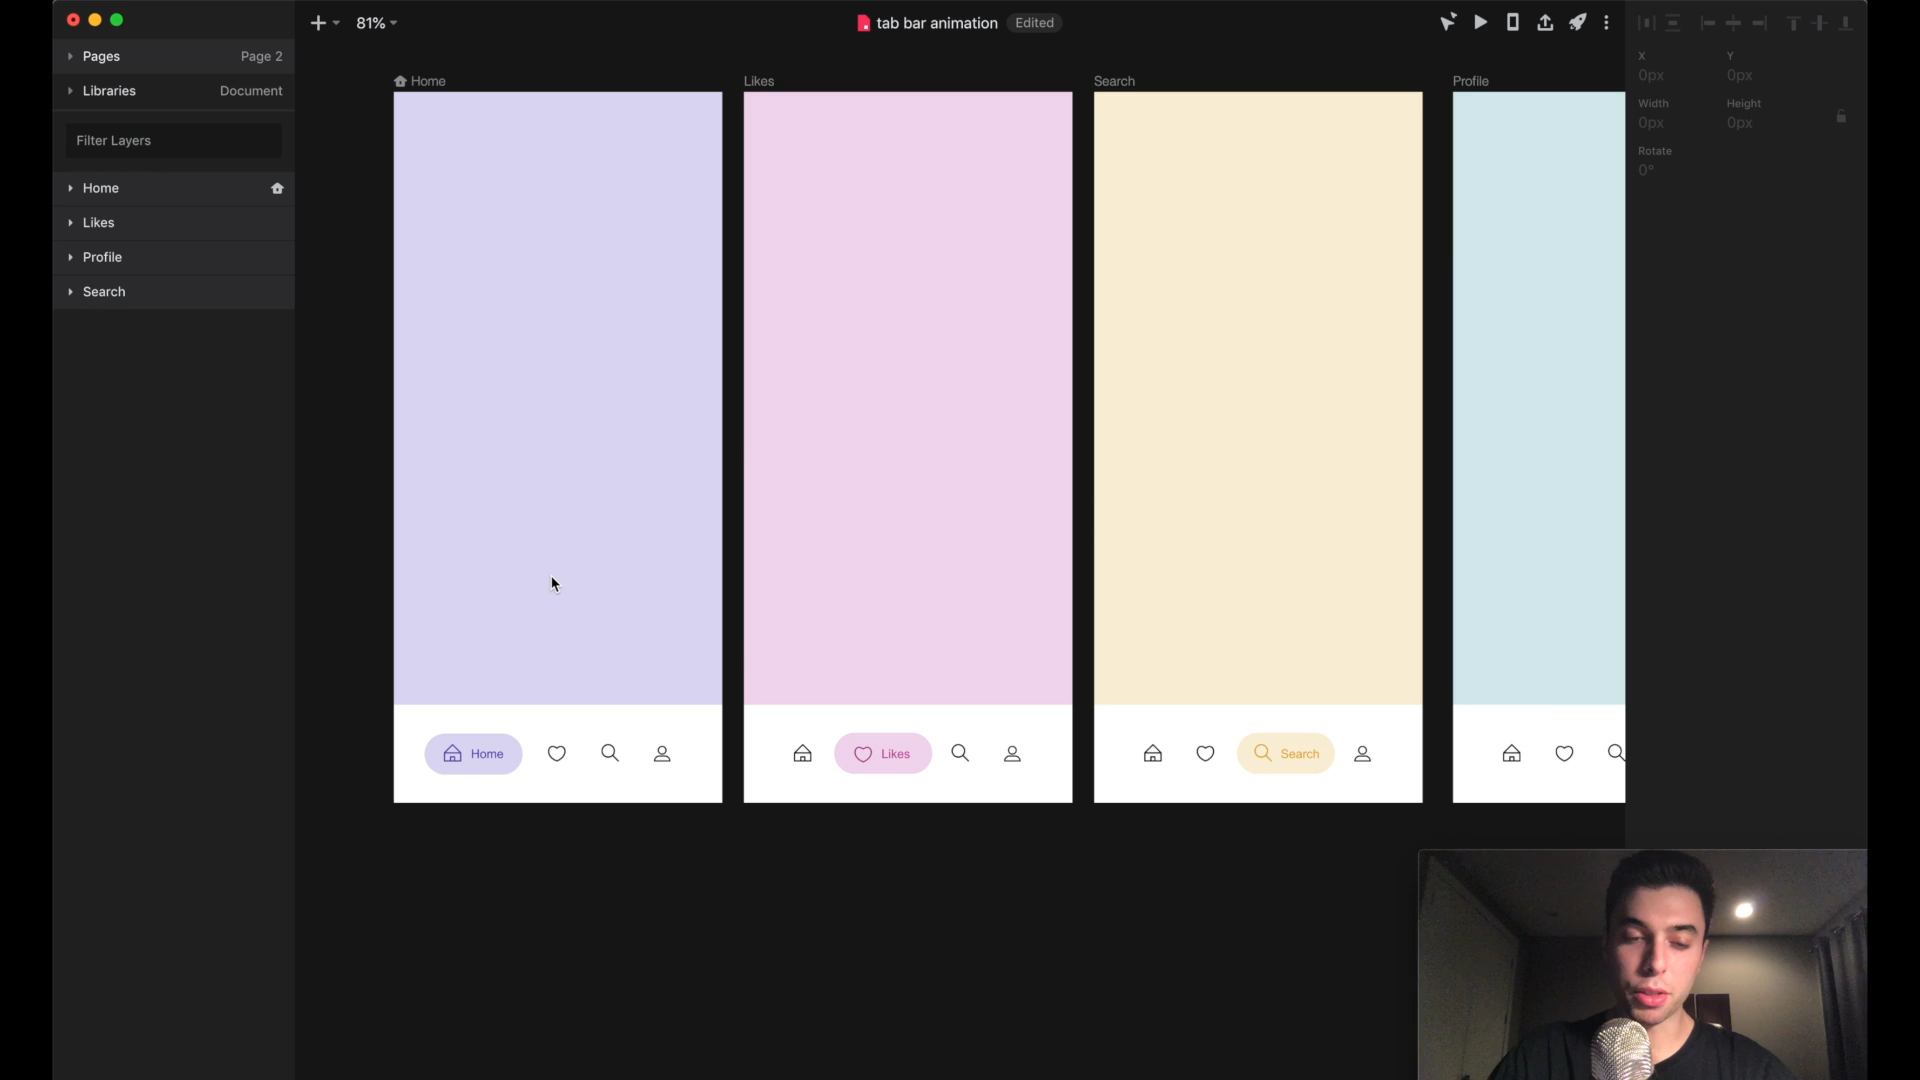 81%
tab bar animation Edited
Pages Page 2
Libraries Document
Filter Layers
Home
Likes
Profile
Search
Home
Home
Likes
Likes
Search
Search
Profile
X Y
0px 0px
Width Height
0px 0px
Rotate
0°